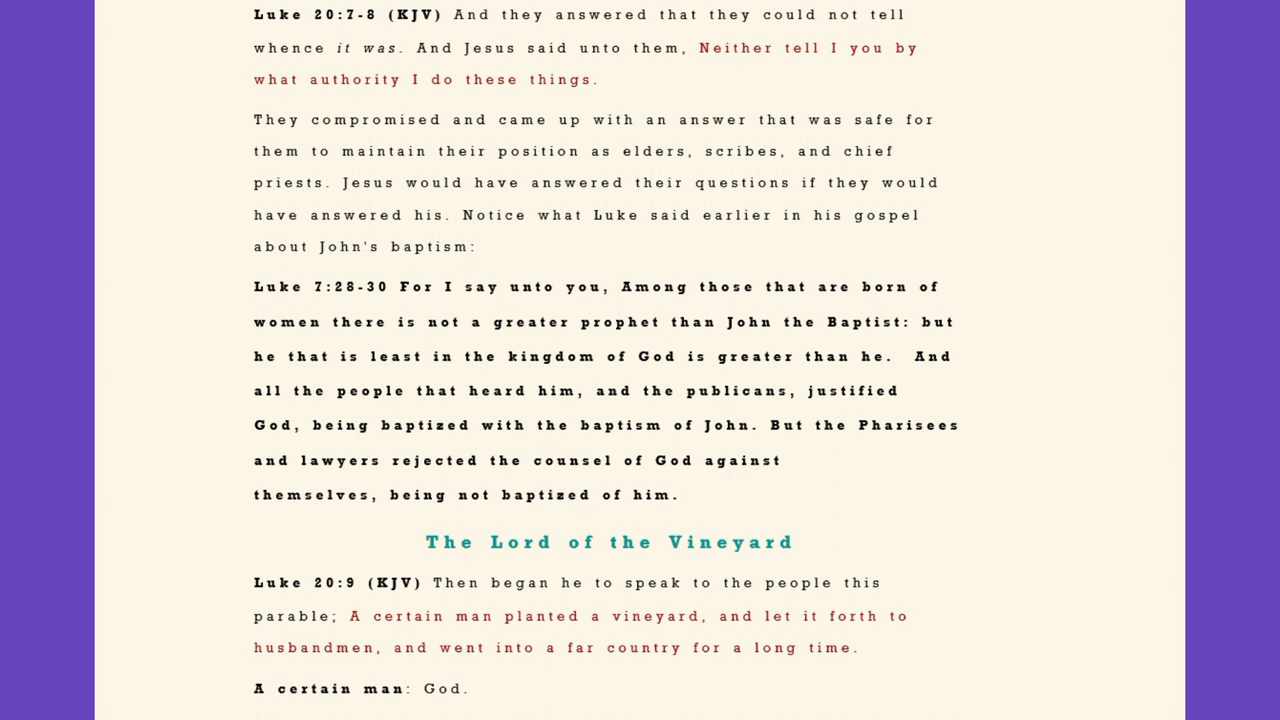 Luke 20:7-8 (KJV) And they answered that they could not tell
whence it was. And Jesus said unto them, Neither tell I you by
what authority I do these things.
They compromised and came up with an answer that was safe for
them to maintain their position as elders, scribes, and chief
priests. Jesus would have answered their questions if they would
have answered his. Notice what Luke said earlier in his gospel
about John's baptism:
Luke 7:28-30 For I say unto you, Among those that are born of
women there is not a greater prophet than John the Baptist: but
he that is least in the kingdom of God is greater than he. And
all the people that heard him, and the publicans, justified
God, being baptized with the baptism of John. But the Pharisees
and lawyers rejected the counsel of God against
themselves, being not baptized of him.
The Lord of the Vineyard
Luke 20:9 (KJV) Then began he to speak to the people this
parable; A certain man planted a vineyard, and let it forth to
husbandmen, and went into a far country for a long time.
A certain man: God.